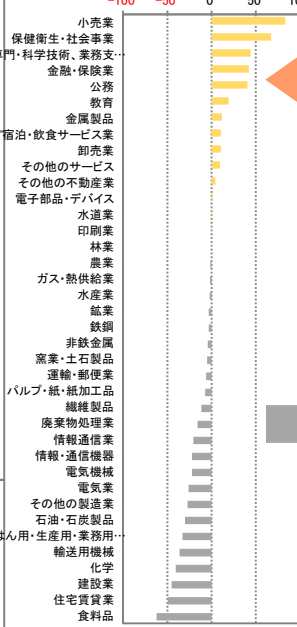 -100 -50 0 50
小売業
保健衛生・社会事業
専門・科学技術、業務支…
金融・保険業
公務
教育
金属製品
宿泊・飲食サービス業
卸売業
その他のサービス
その他の不動産業
電子部品・デバイス
水道業
印刷業
林業
農業
ガス・熱供給業
水産業
鉱業
鉄鋼
非鉄金属
窯業・土石製品
運輸・郵便業
パルプ・紙・紙加工品
繊維製品
廃棄物処理業
情報通信業
情報・通信機器
電気機械
電気業
その他の製造業
石油・石炭製品
はん用・生産用・業務用…
輸送用機械
化学
建設業
住宅賃貸業
食料品